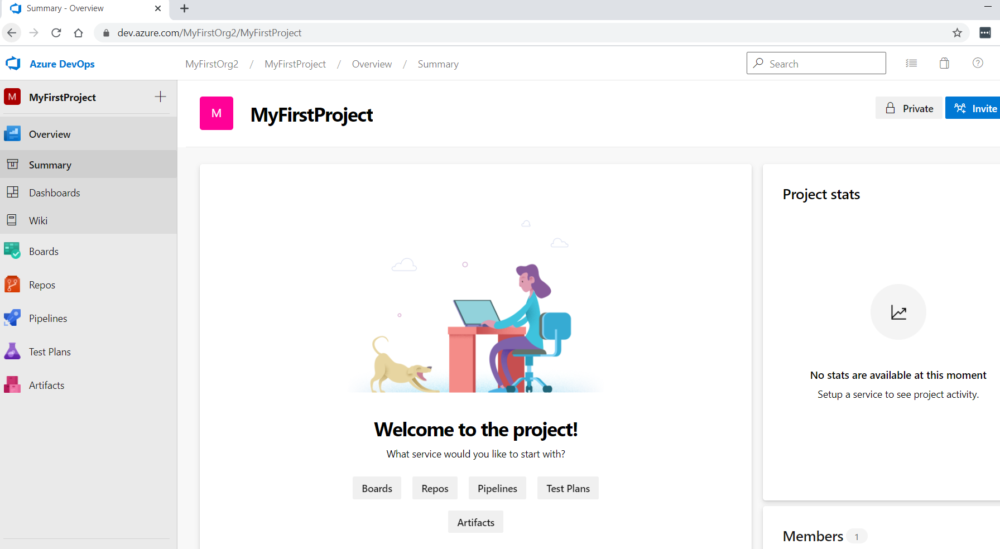 Summary - Overview
dev.azure.com/MyFirstOrg2/MyFirstProject
Azure DevOps
MyFirstOrg2 / MyFirstProject / Overview / Summary
Search
M MyFirstProject
Overview
Summary
Dashboards
Wiki
Boards
Repos
Pipelines
Test Plans
Artifacts
M MyFirstProject
Private
Invite
Welcome to the project!
What service would you like to start with?
Boards Repos Pipelines Test Plans
Artifacts
Project stats
No stats are available at this moment
Setup a service to see project activity.
Members 1